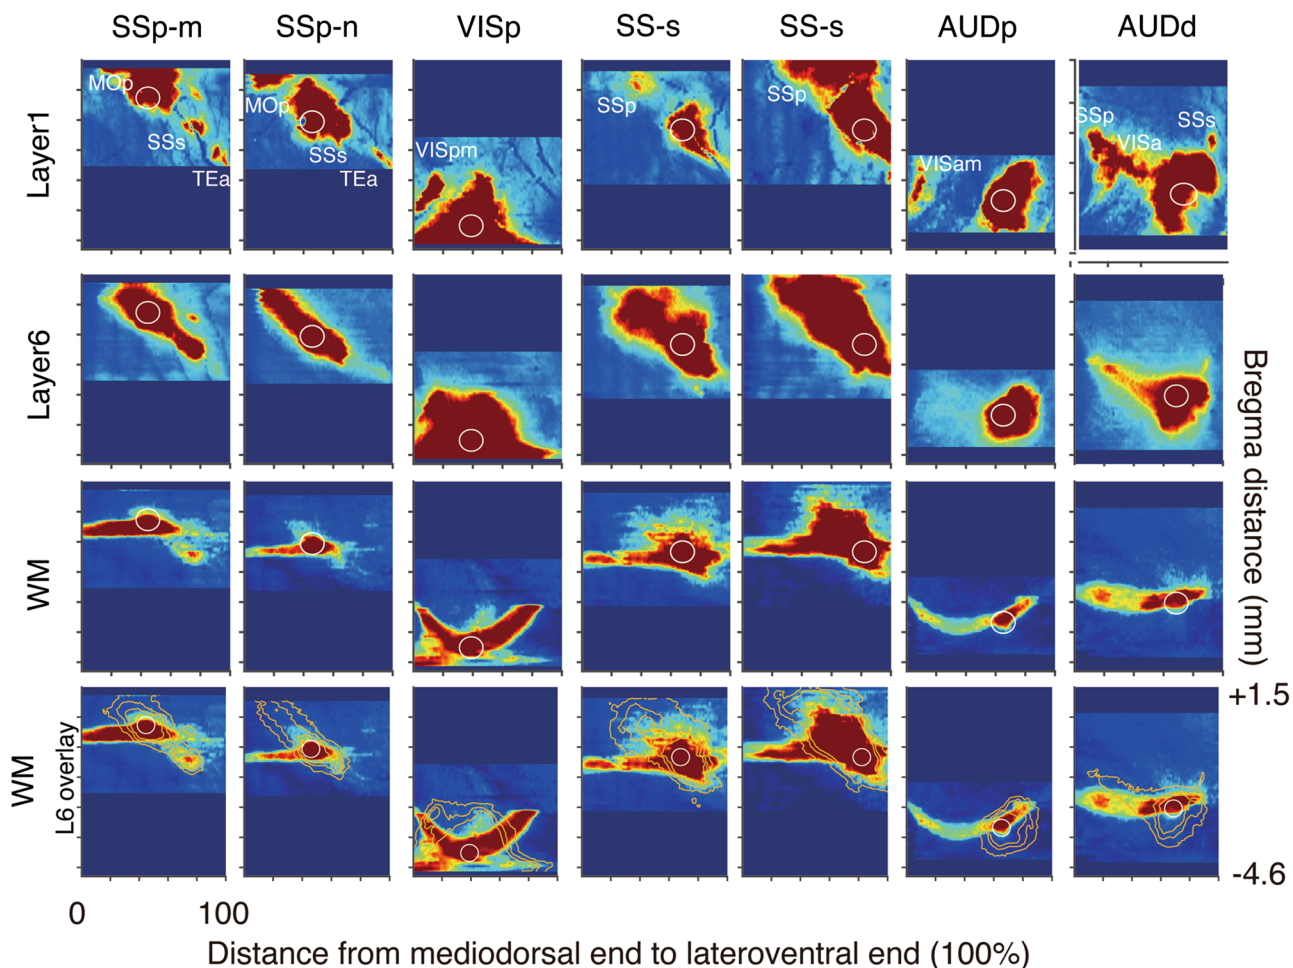 SSp-m SSp-n VISp SS-s SS-s AUDp AUDd
Layer1
MOp
SSs
TEa
MOp
SSs
TEa
VISpm
SSp
SSp
VISam
SSp
VISa
SSs
Layer6
WM
WM
L6 overlay
Bregma distance (mm)
+1.5
-4.6
0 100
Distance from mediodorsal end to lateroventral end (100%)